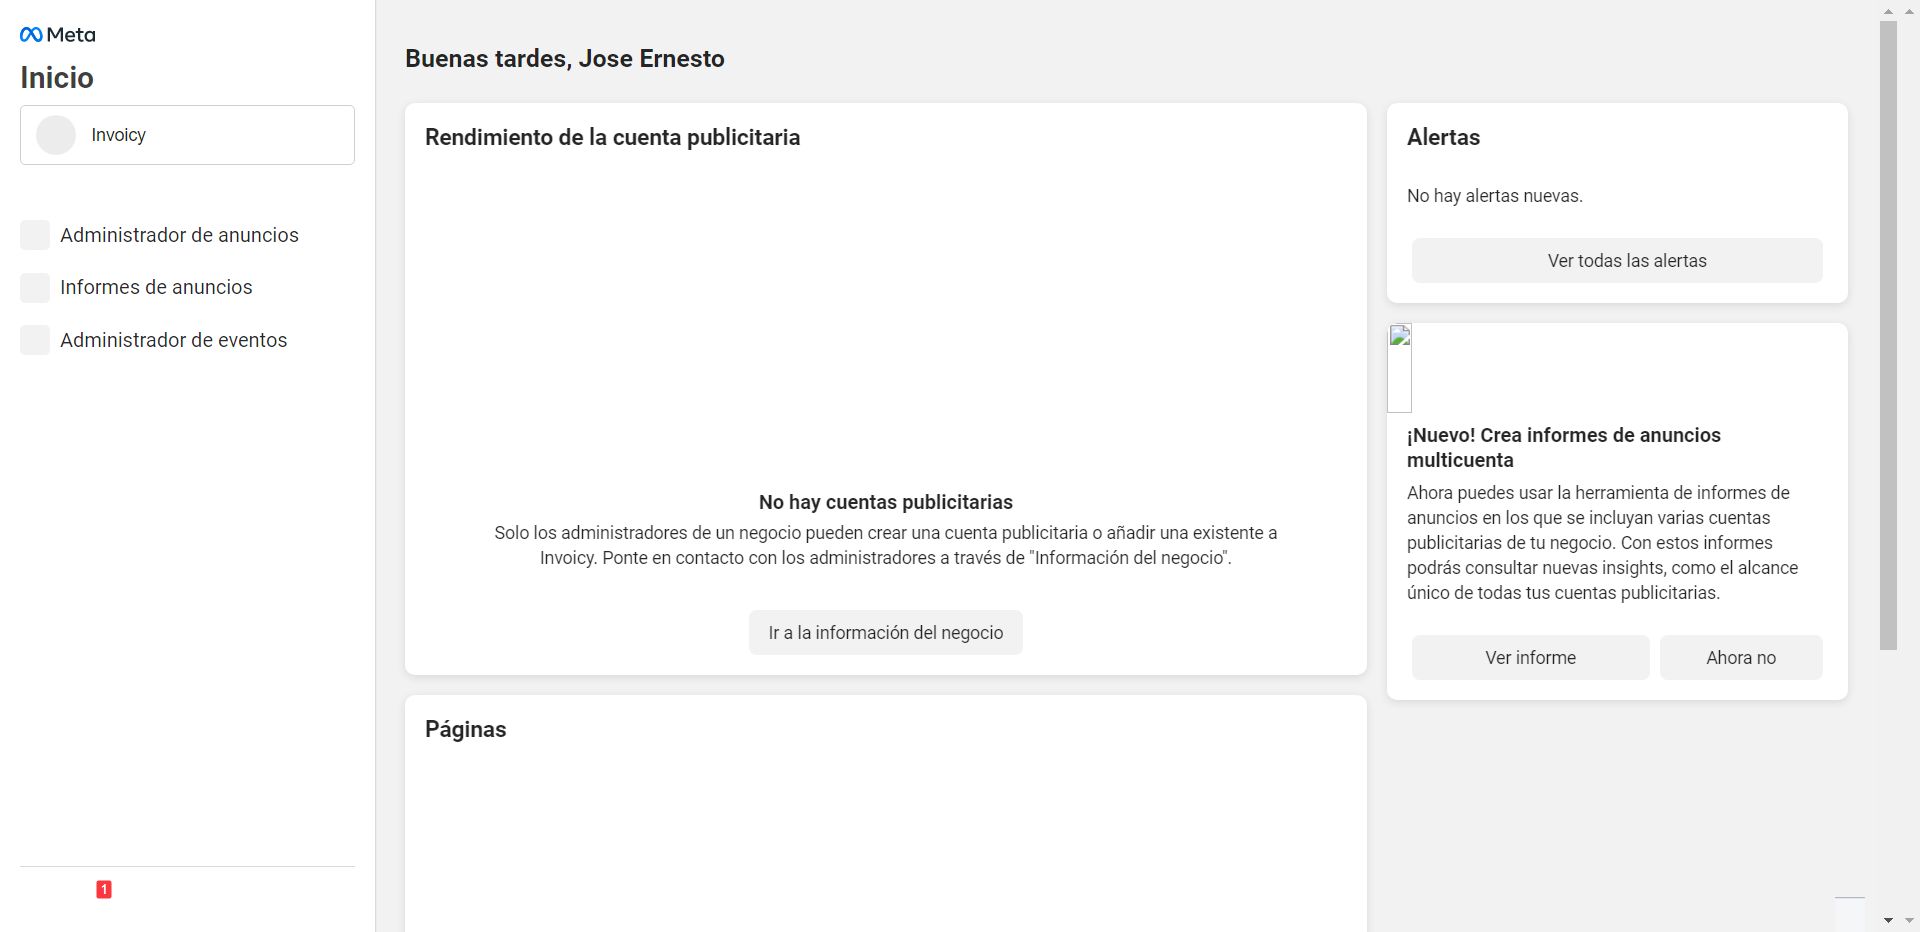 Meta
Inicio
Invoicy
Administrador de anuncios
Informes de anuncios
Administrador de eventos
1
Buenas tardes, Jose Ernesto
Rendimiento de la cuenta publicitaria
No hay cuentas publicitarias
Solo los administradores de un negocio pueden crear una cuenta publicitaria o añadir una existente a
Invoicy. Ponte en contacto con los administradores a través de "Información del negocio".
Ir a la información del negocio
Páginas
Alertas
No hay alertas nuevas.
Ver todas las alertas
¡Nuevo! Crea informes de anuncios
multicuenta
Ahora puedes usar la herramienta de informes de
anuncios en los que se incluyan varias cuentas
publicitarias de tu negocio. Con estos informes
podrás consultar nuevas insights, como el alcance
único de todas tus cuentas publicitarias.
Ver informe
Ahora no